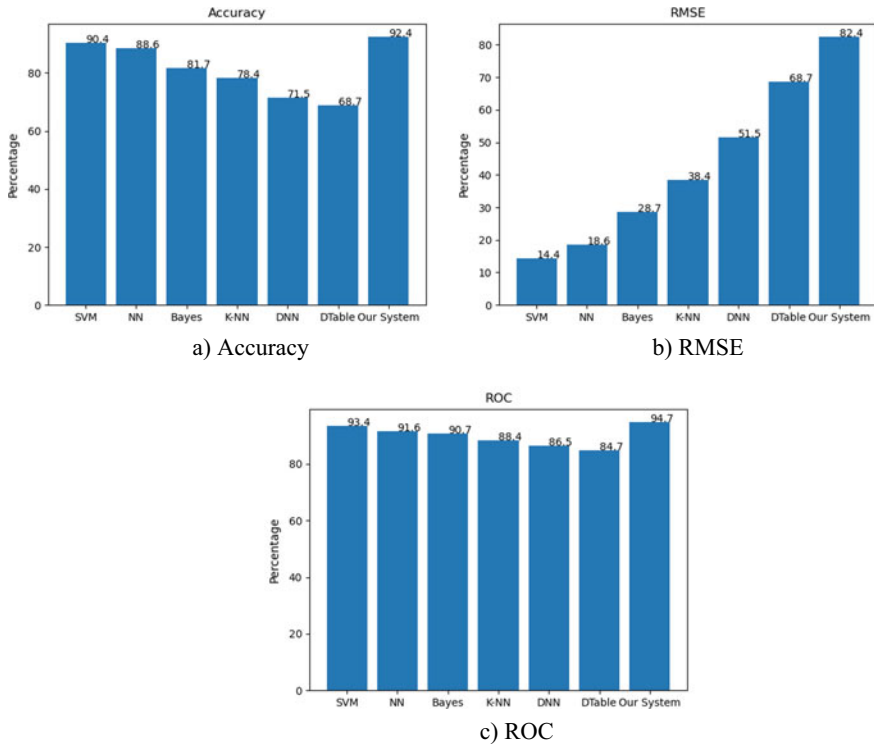 Accuracy
90.4 88.6 81.7 78.4 71.5 68.7 92.4
80
60
40
20
0
Percentage
SVM NN Bayes K-NN DNN DTable Our System
a) Accuracy
RMSE
14.4 18.6 28.7 38.4 51.5 68.7 82.4
80
70
60
50
40
30
20
10
0
Percentage
SVM NN Bayes K-NN DNN DTable Our System
b) RMSE
ROC
93.4 91.6 90.7 88.4 86.5 84.7 94.7
80
60
40
20
0
Percentage
SVM NN Bayes K-NN DNN DTable Our System
c) ROC